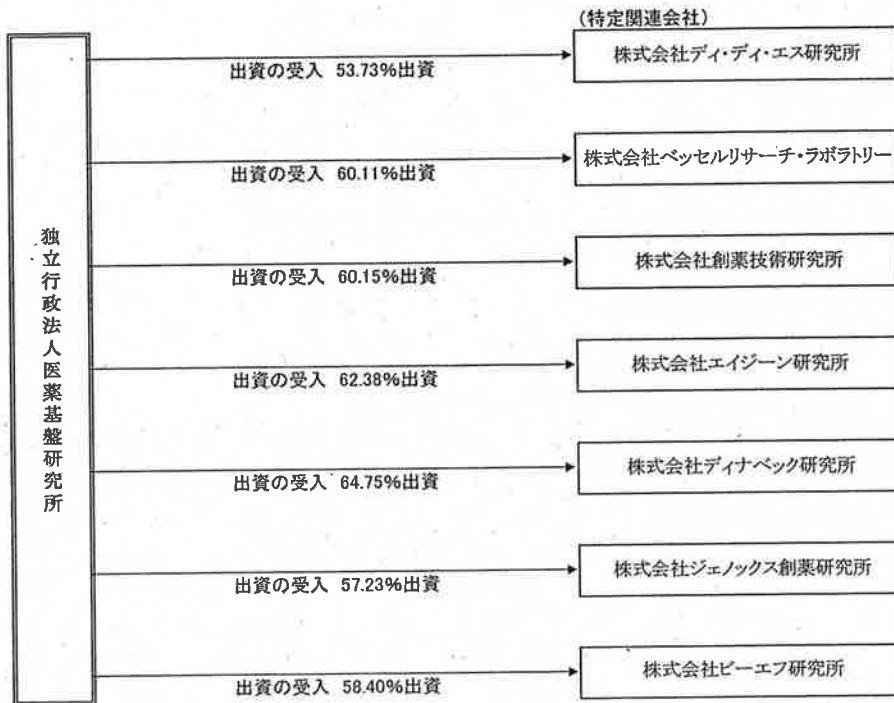 (特定関連会社)
独立行政法人医薬基盤研究所
出資の受入 53.73%出資
株式会社ディ・ディ・エス研究所
出資の受入 60.11%出資
株式会社ベッセルリサーチ・ラボラトリー
出資の受入 60.15%出資
株式会社創薬技術研究所
出資の受入 62.38%出資
株式会社エイジーン研究所
出資の受入 64.75%出資
株式会社ディナベック研究所
出資の受入 57.23%出資
株式会社ジェノックス創薬研究所
出資の受入 58.40%出資
株式会社ビーエフ研究所